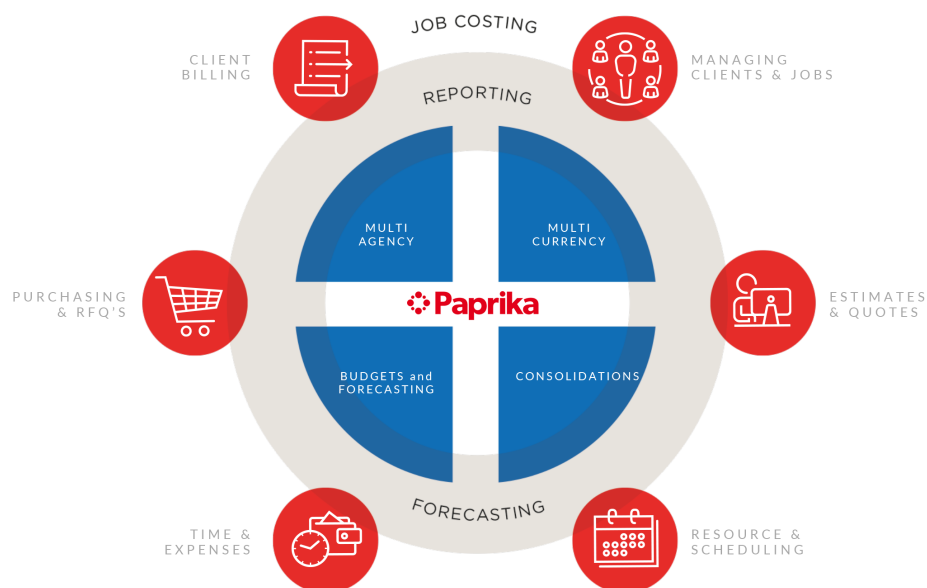 JOB COSTING
CLIENT
BILLING
MANAGING
CLIENTS & JOBS
REPORTING
MULTI
AGENCY
MULTI
CURRENCY
PURCHASING
& RFQ'S
Paprika
ESTIMATES
& QUOTES
BUDGETS and
FORECASTING
CONSOLIDATIONS
FORECASTING
TIME &
EXPENSES
RESOURCE &
SCHEDULING